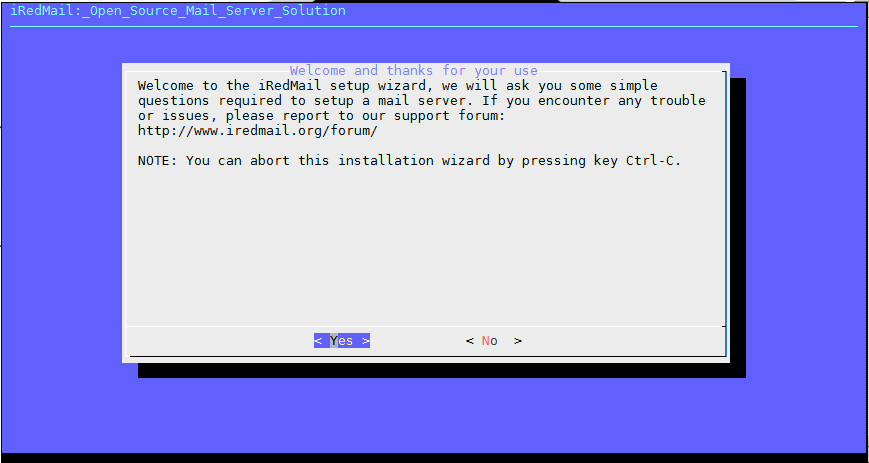 iRedMail:_Open_Source_Mail_Server_Solution
Welcome and thanks for your use
Welcome to the iRedMail setup wizard, we will ask you some simple
questions required to setup a mail server. If you encounter any trouble
or issues, please report to our support forum:
http://www.iredmail.org/forum/
NOTE: You can abort this installation wizard by pressing key Ctrl-C.
< Yes > < No >